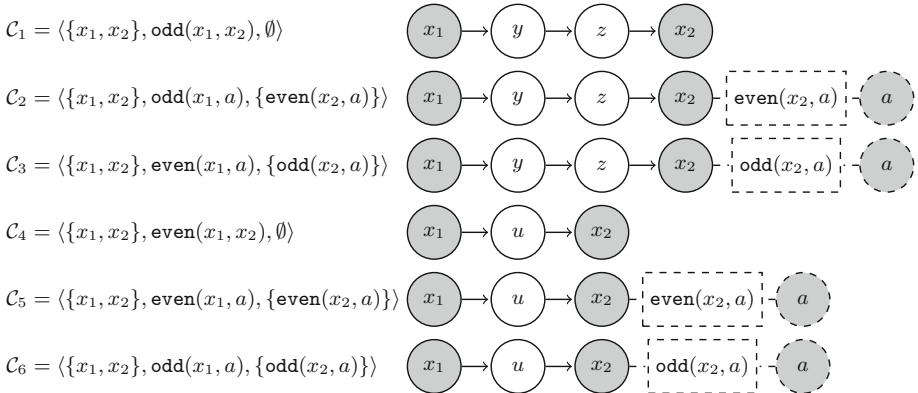 𝒞₁ = ⟨{x₁, x₂}, odd(x₁, x₂), ∅⟩ x₁ y z x₂
𝒞₂ = ⟨{x₁, x₂}, odd(x₁, a), {even(x₂, a)}⟩ x₁ y z x₂ even(x₂, a) a
𝒞₃ = ⟨{x₁, x₂}, even(x₁, a), {odd(x₂, a)}⟩ x₁ y z x₂ odd(x₂, a) a
𝒞₄ = ⟨{x₁, x₂}, even(x₁, x₂), ∅⟩ x₁ u x₂
𝒞₅ = ⟨{x₁, x₂}, even(x₁, a), {even(x₂, a)}⟩ x₁ u x₂ even(x₂, a) a
𝒞₆ = ⟨{x₁, x₂}, odd(x₁, a), {odd(x₂, a)}⟩ x₁ u x₂ odd(x₂, a) a